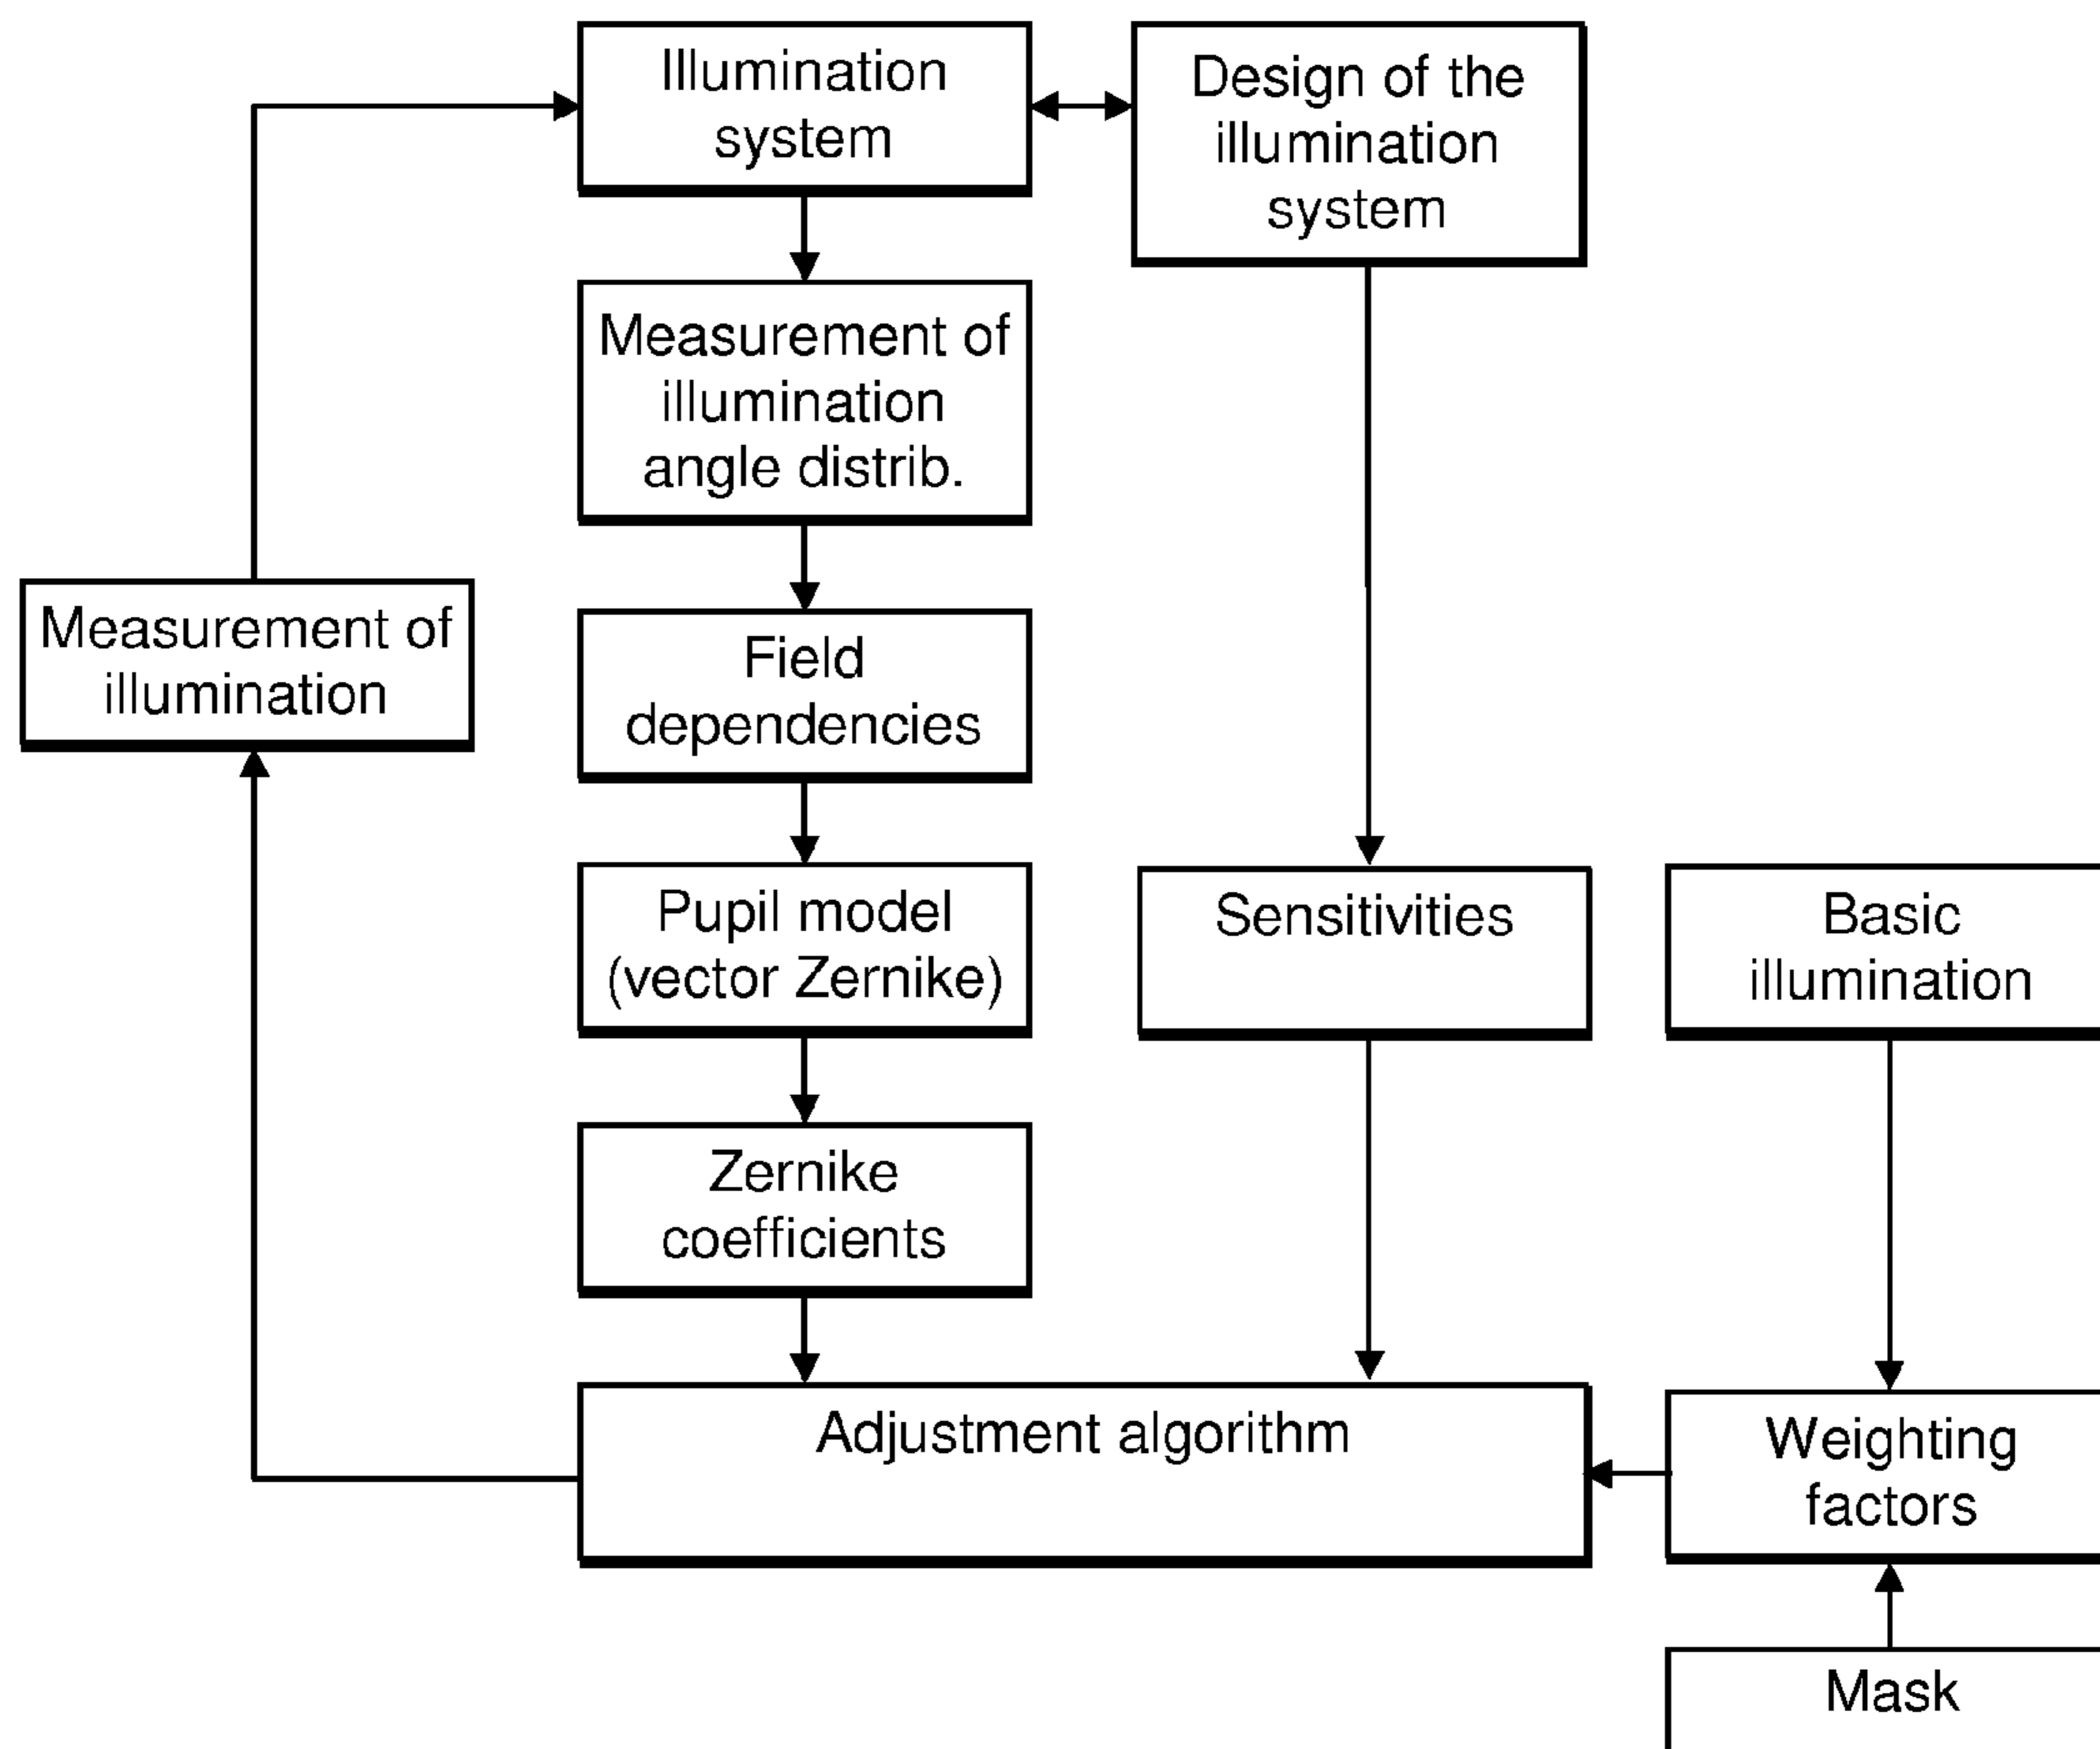 Illumination
system
Design of the
illumination
system
Measurement of
illumination
angle distrib.
Measurement of
illumination
Field
dependencies
Pupil model
(vector Zernike)
Sensitivities
Basic
illumination
Zernike
coefficients
Adjustment algorithm
Weighting
factors
Mask